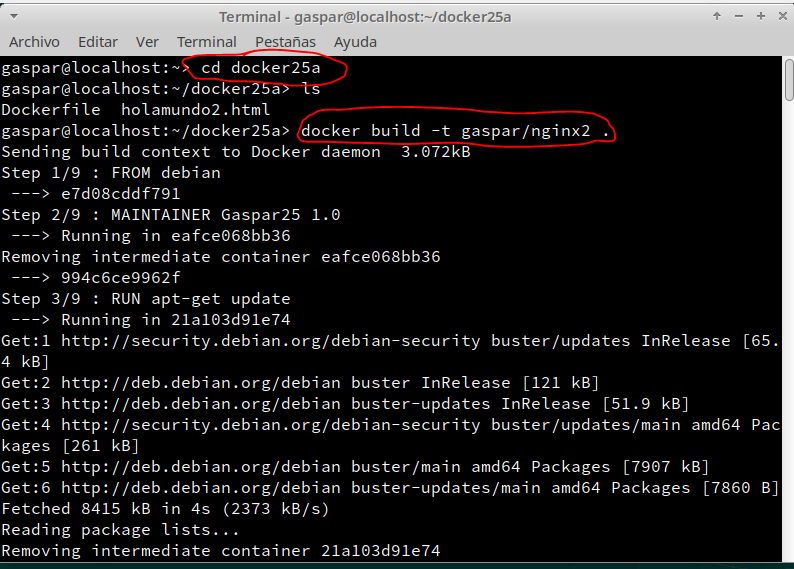 Terminal - gaspar@localhost:~/docker25a
Archivo Editar Ver Terminal Pestañas Ayuda
gaspar@localhost:~> cd docker25a
gaspar@localhost:~/docker25a> ls
Dockerfile  holamundo2.html
gaspar@localhost:~/docker25a> docker build -t gaspar/nginx2 .
Sending build context to Docker daemon  3.072kB
Step 1/9 : FROM debian
 ---> e7d08cddf791
Step 2/9 : MAINTAINER Gaspar25 1.0
 ---> Running in eafce068bb36
Removing intermediate container eafce068bb36
 ---> 994c6ce9962f
Step 3/9 : RUN apt-get update
 ---> Running in 21a103d91e74
Get:1 http://security.debian.org/debian-security buster/updates InRelease [65.
4 kB]
Get:2 http://deb.debian.org/debian buster InRelease [121 kB]
Get:3 http://deb.debian.org/debian buster-updates InRelease [51.9 kB]
Get:4 http://security.debian.org/debian-security buster/updates/main amd64 Pac
kages [261 kB]
Get:5 http://deb.debian.org/debian buster/main amd64 Packages [7907 kB]
Get:6 http://deb.debian.org/debian buster-updates/main amd64 Packages [7860 B]
Fetched 8415 kB in 4s (2373 kB/s)
Reading package lists...
Removing intermediate container 21a103d91e74